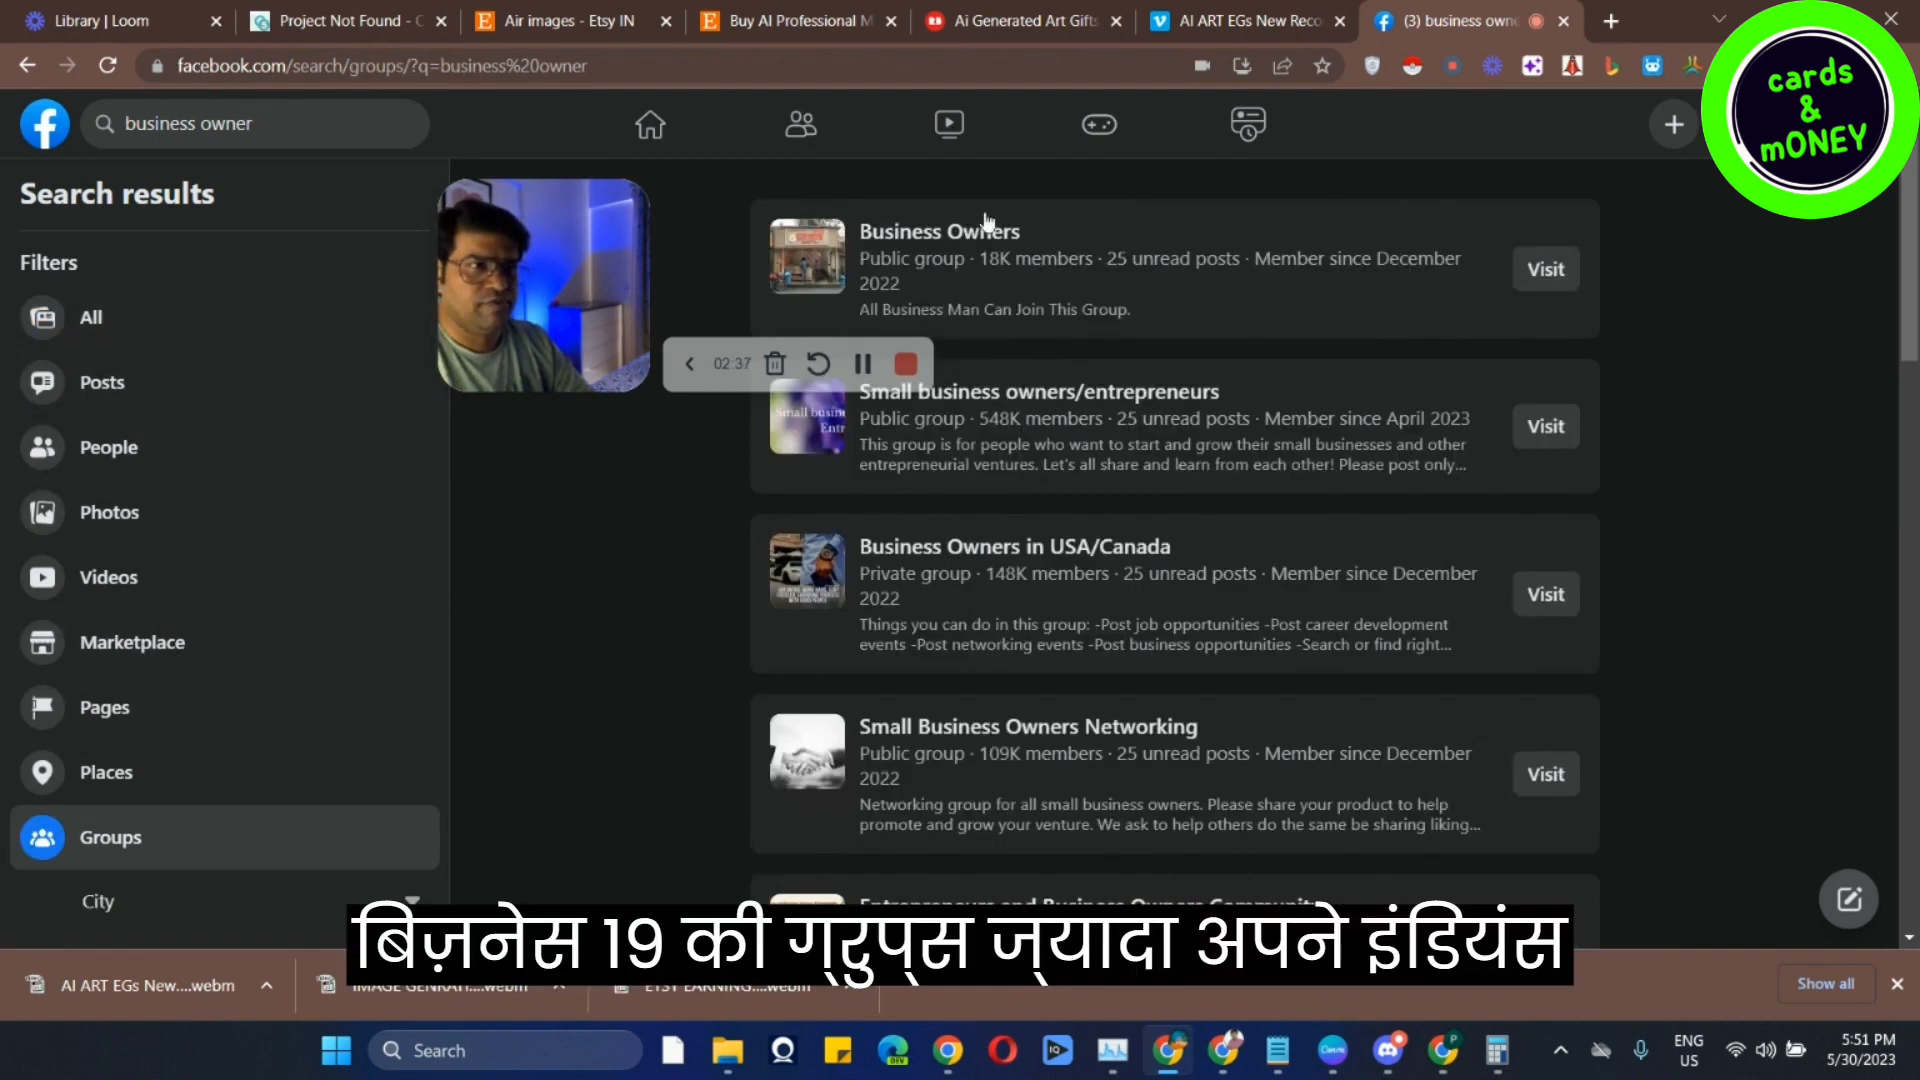 Library | Loom
Project Not Found - C
Air images - Etsy IN
Buy AI Professional M
Ai Generated Art Gifts
AI ART EGs New Reco
(3) business own
facebook.com/search/groups/?q=business%20owner
cards
&
mONEY
business owner
Search results
Filters
All
Posts
People
Photos
Videos
Marketplace
Pages
Places
Groups
City
Business Owners
Public group · 18K members · 25 unread posts · Member since December
2022
All Business Man Can Join This Group.
Visit
02:37
Small business owners/entrepreneurs
Public group · 548K members · 25 unread posts · Member since April 2023
This group is for people who want to start and grow their small businesses and other
entrepreneurial ventures. Let's all share and learn from each other! Please post only...
Visit
Business Owners in USA/Canada
Private group · 148K members · 25 unread posts · Member since December
2022
Things you can do in this group: -Post job opportunities -Post career development
events -Post networking events -Post business opportunities -Search or find right...
Visit
Small Business Owners Networking
Public group · 109K members · 25 unread posts · Member since December
2022
Networking group for all small business owners. Please share your product to help
promote and grow your venture. We ask to help others do the same be sharing liking...
Visit
बिज़नेस 19 की ग्रुप्स ज्यादा अपने इंडियंस
AI ART EGs New....webm
Show all
Search
ENG
US
5:51 PM
5/30/2023